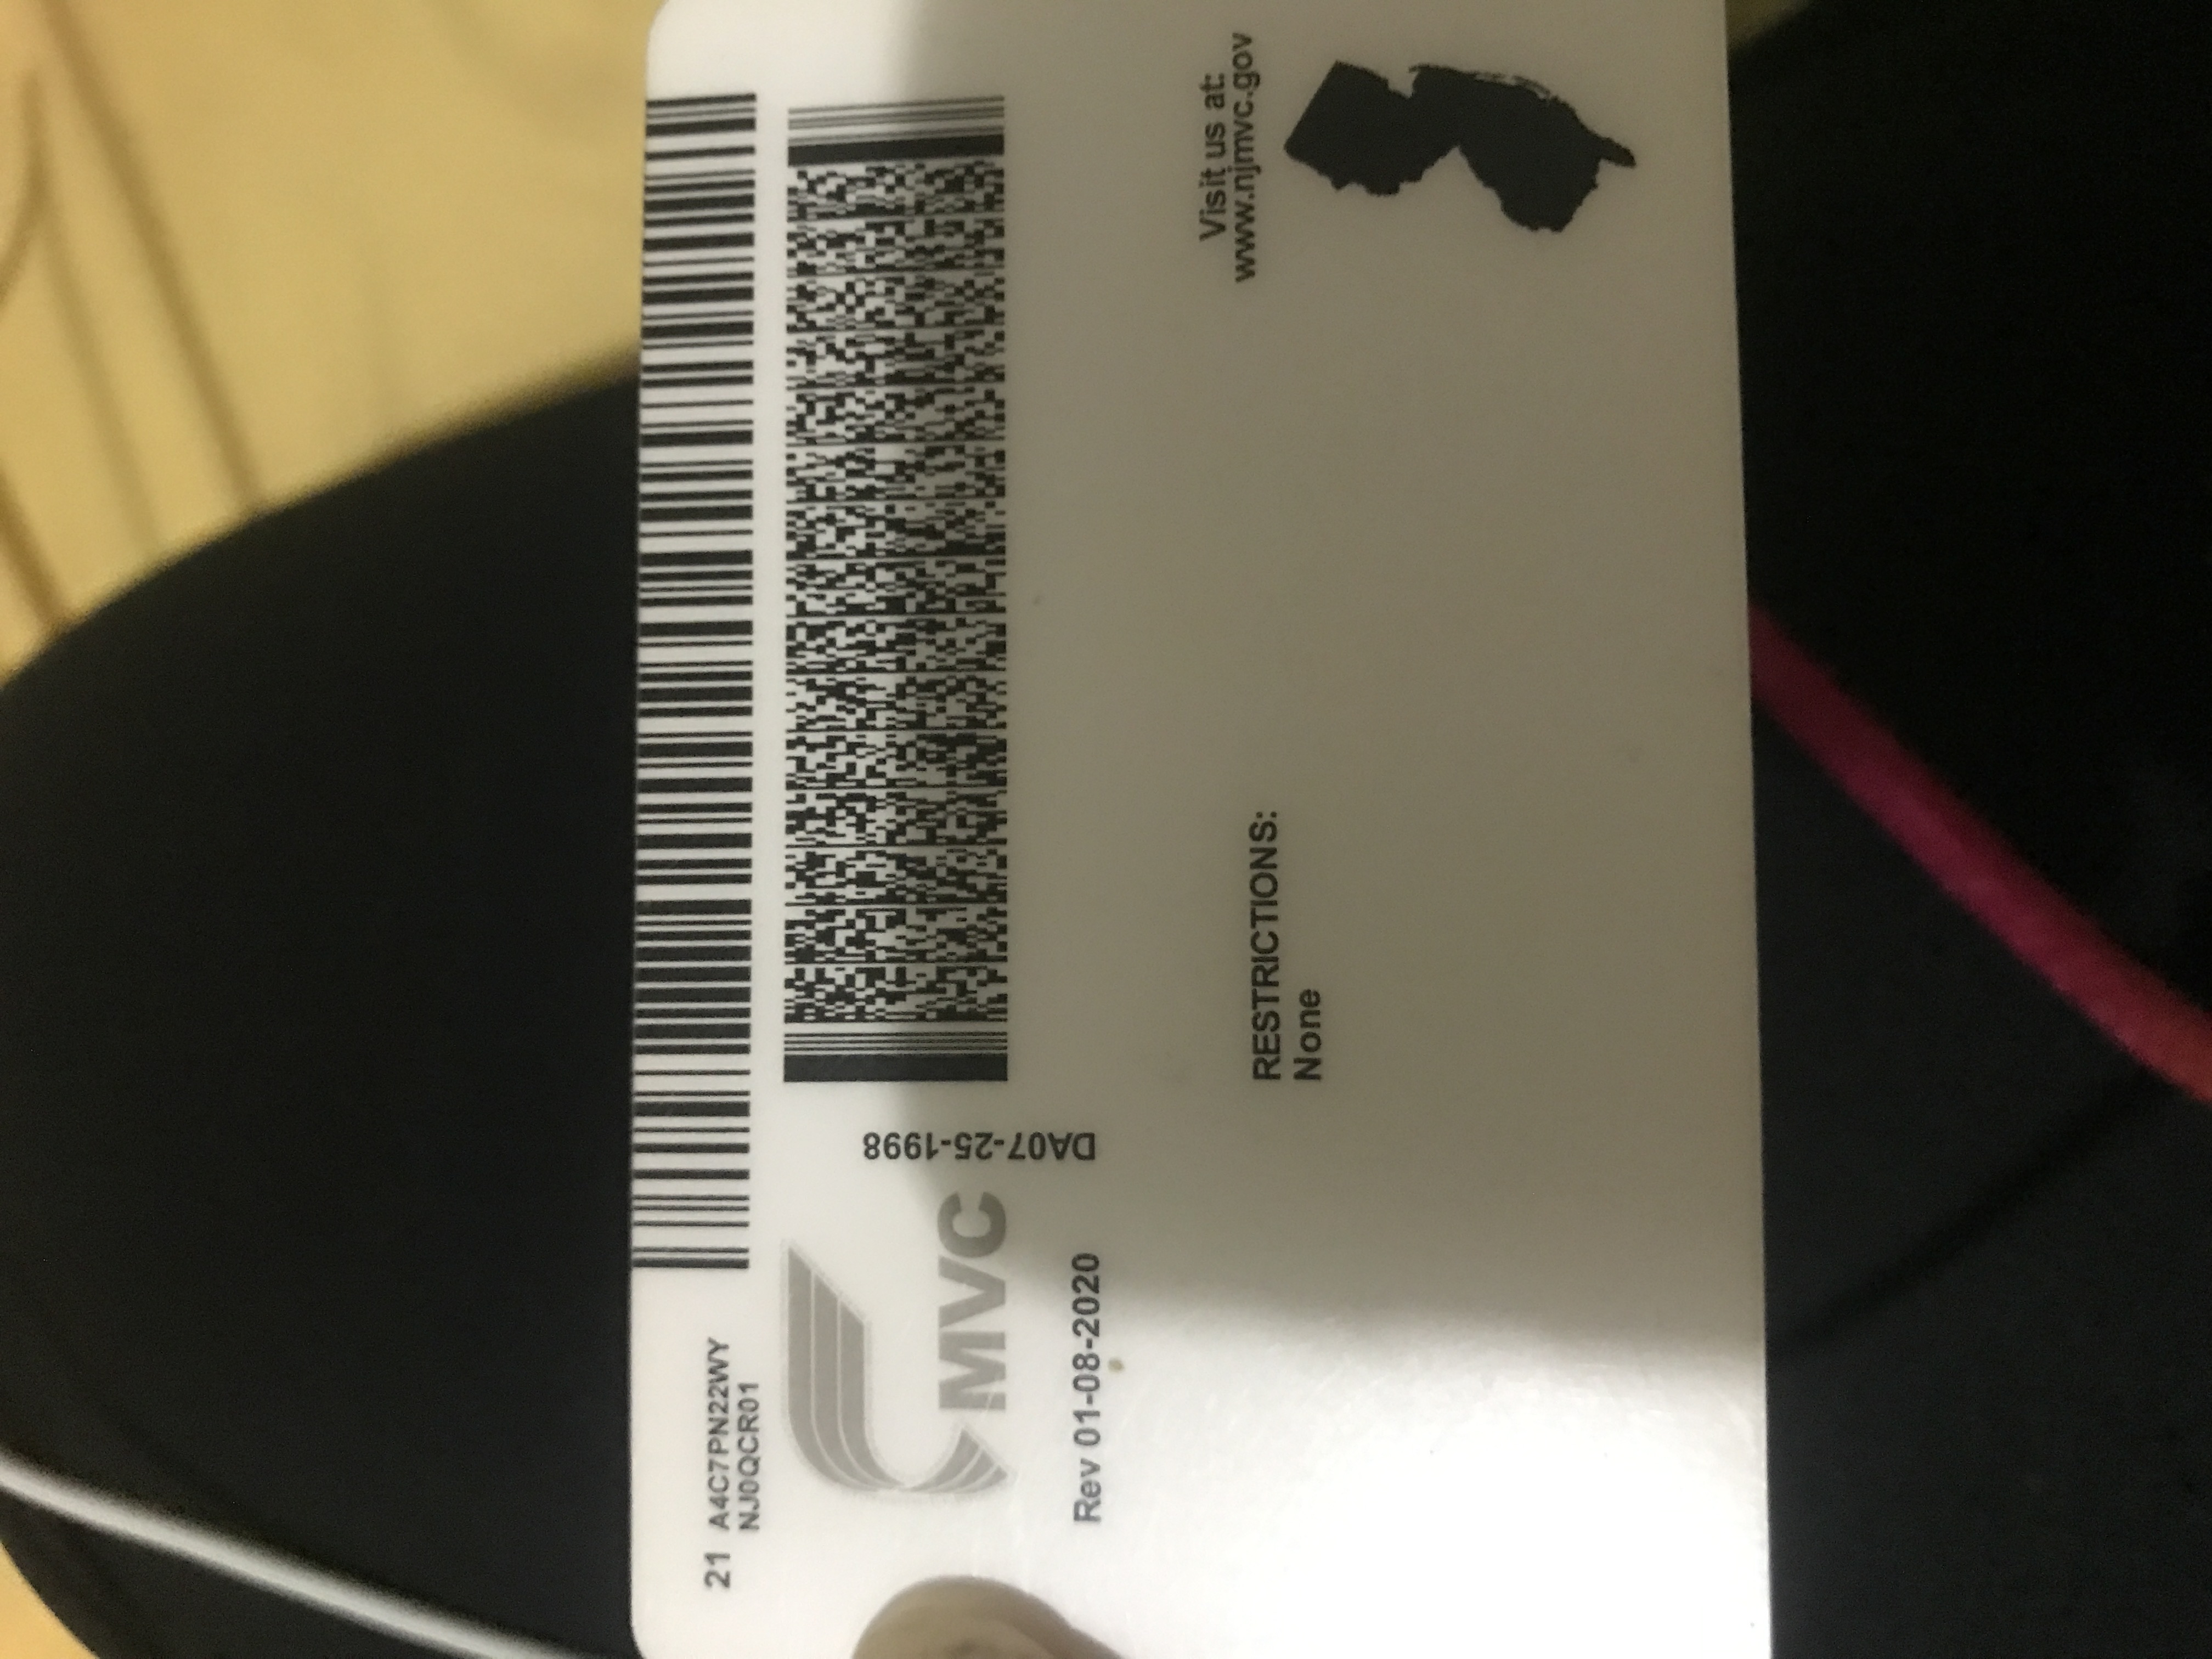 21 A4C7PN22WY
NJ0QCR01
MVC
DA07-25-1998
Rev 01-08-2020
Visit us at:
www.njmvc.gov
RESTRICTIONS:
None